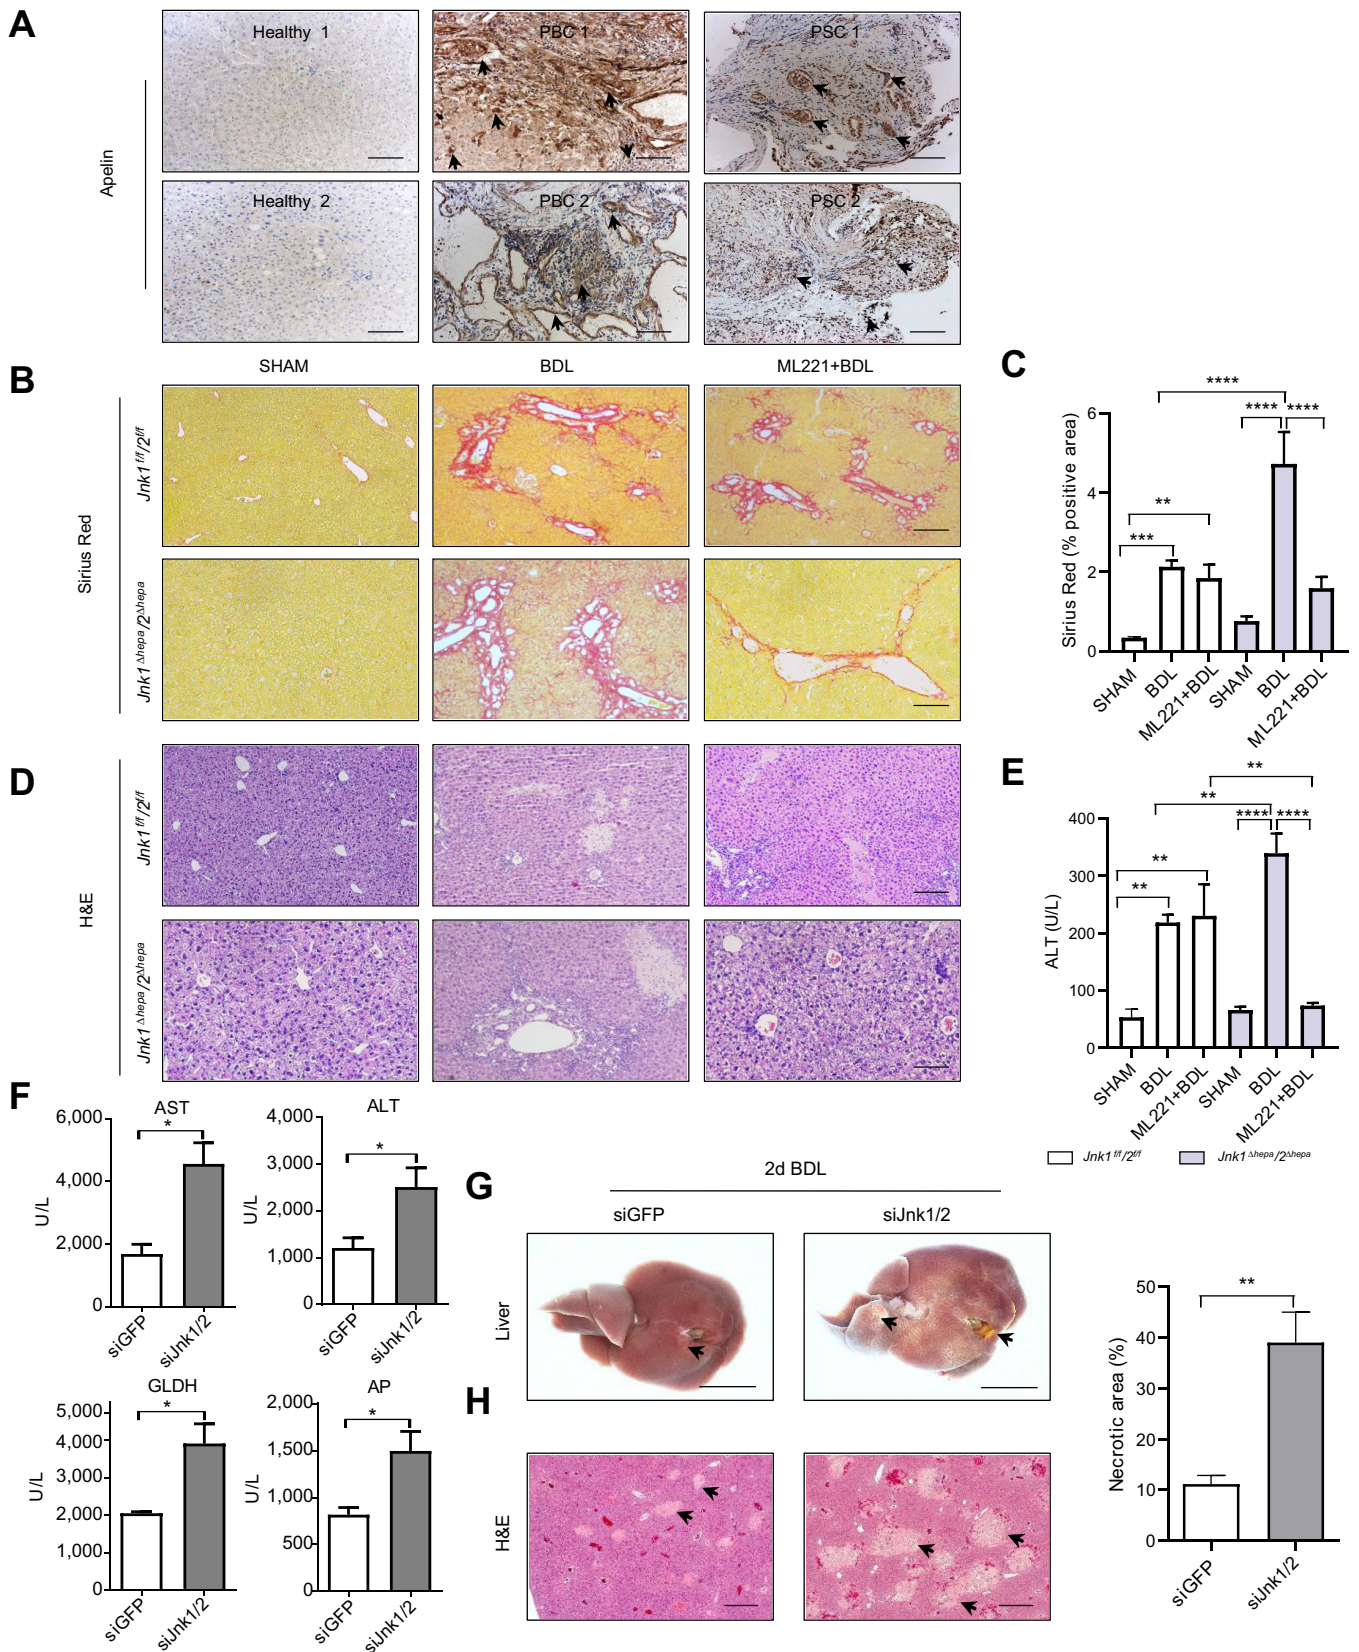 A
Apelin
Healthy 1
PBC 1
PSC 1
Healthy 2
PBC 2
PSC 2
B
SHAM
BDL
ML221+BDL
Sirius Red
Jnk1 f/f/2f/f
Jnk1 Δhepa/2Δhepa
C
Sirius Red (% positive area)
6
4
2
0
****
**** ****
**
***
SHAM
BDL
ML221+BDL
SHAM
BDL
ML221+BDL
D
H&E
Jnk1 f/f/2f/f
Jnk1 Δhepa/2Δhepa
E
ALT (U/L)
400
300
200
100
0
**
**
**** ****
**
**
SHAM
BDL
ML221+BDL
SHAM
BDL
ML221+BDL
Jnk1 f/f/2f/f
Jnk1 Δhepa/2Δhepa
F
AST
U/L
6,000
4,000
2,000
0
*
siGFP
siJnk1/2
ALT
U/L
4,000
3,000
2,000
1,000
0
*
siGFP
siJnk1/2
GLDH
U/L
5,000
4,000
3,000
2,000
1,000
0
*
siGFP
siJnk1/2
AP
U/L
2,000
1,500
1,000
500
0
*
siGFP
siJnk1/2
G
2d BDL
siGFP
siJnk1/2
Liver
H
H&E
Necrotic area (%)
50
40
30
20
10
0
**
siGFP
siJnk1/2